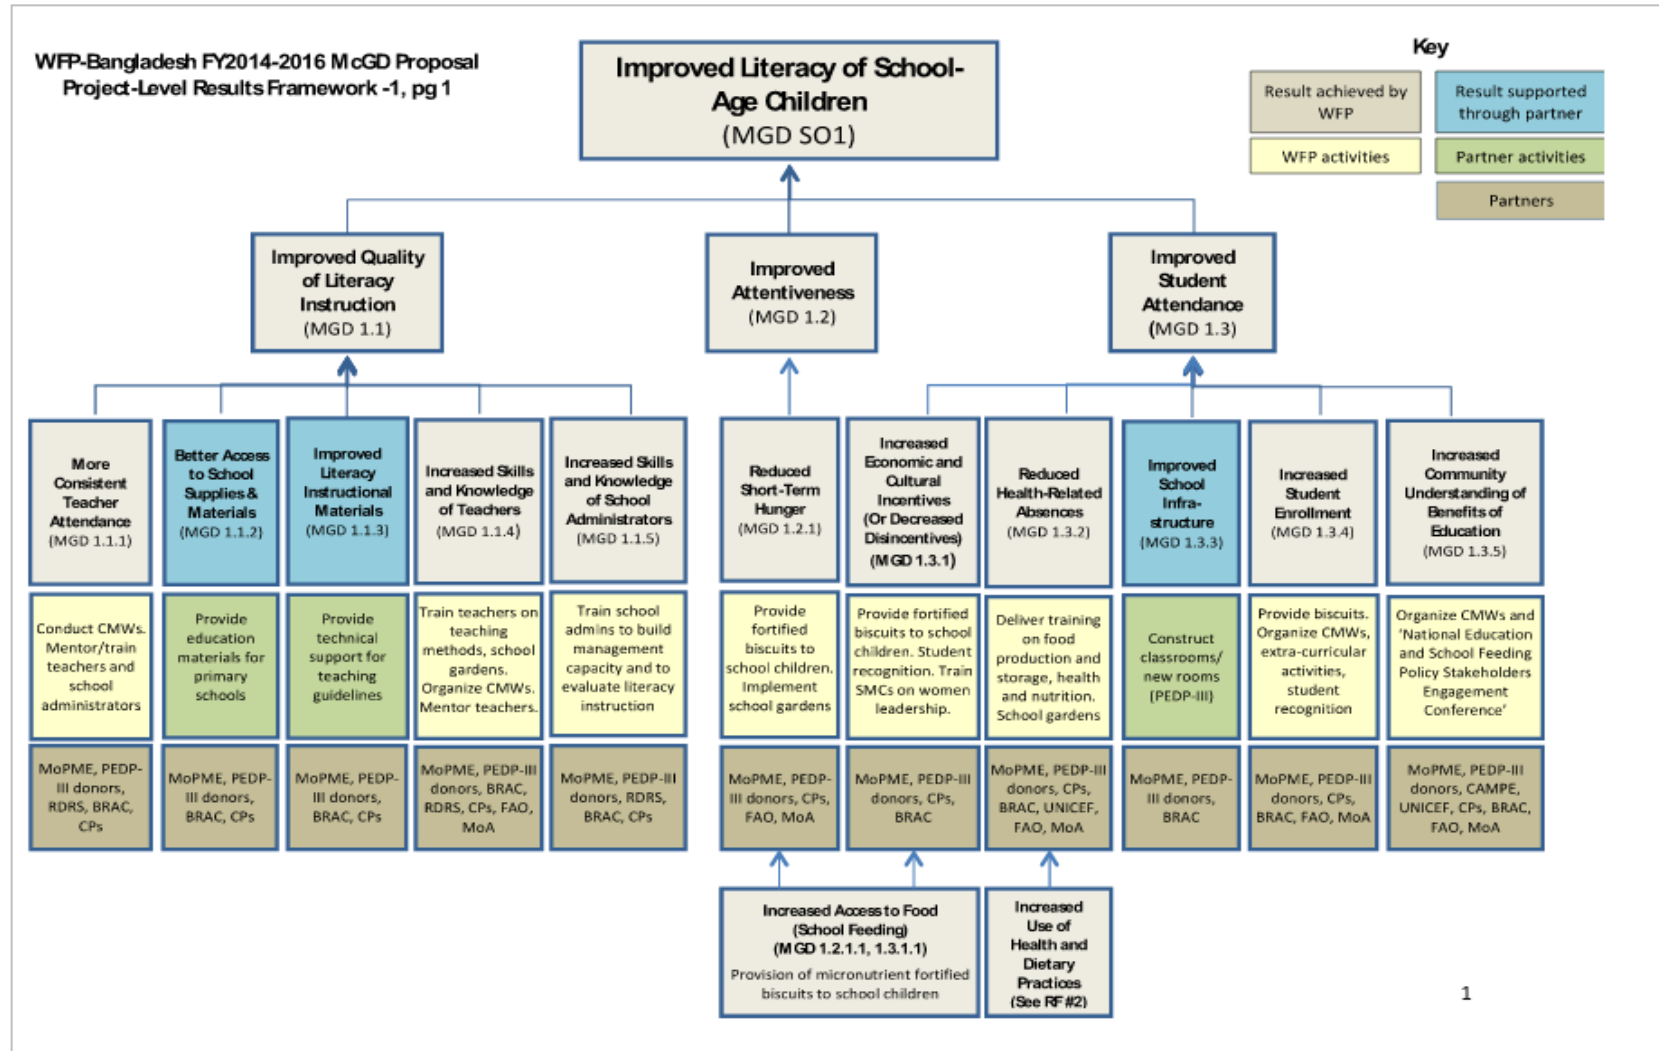 WFP-Bangladesh FY2014-2016 McGD Proposal
Project-Level Results Framework -1, pg 1
Improved Literacy of School-
Age Children
(MGD SO1)
Key
Result achieved by
WFP
Result supported
through partner
WFP activities
Partner activities
Partners
Improved Quality
of Literacy
Instruction
(MGD 1.1)
Improved
Attentiveness
(MGD 1.2)
Improved
Student
Attendance
(MGD 1.3)
More
Consistent
Teacher
Attendance
(MGD 1.1.1)
Better Access
to School
Supplies &
Materials
(MGD 1.1.2)
Improved
Literacy
Instructional
Materials
(MGD 1.1.3)
Increased Skills
and Knowledge
of Teachers
(MGD 1.1.4)
Increased Skills
and Knowledge
of School
Administrators
(MGD 1.1.5)
Reduced
Short-Term
Hunger
(MGD 1.2.1)
Increased
Economic and
Cultural
Incentives
(Or Decreased
Disincentives)
(MGD 1.3.1)
Reduced
Health-Related
Absences
(MGD 1.3.2)
Improved
School
Infra-
structure
(MGD 1.3.3)
Increased
Student
Enrollment
(MGD 1.3.4)
Increased
Community
Understanding of
Benefits of
Education
(MGD 1.3.5)
Conduct CMWs.
Mentor/train
teachers and
school
administrators
Provide
education
materials for
primary
schools
Provide
technical
support for
teaching
guidelines
Train teachers on
teaching
methods, school
gardens.
Organize CMWs.
Mentor teachers.
Train school
admins to build
management
capacity and to
evaluate literacy
instruction
Provide
fortified
biscuits to
school children.
Implement
school gardens
Provide fortified
biscuits to school
children. Student
recognition. Train
SMCs on women
leadership.
Deliver training
on food
production and
storage, health
and nutrition.
School gardens
Construct
classrooms/
new rooms
(PEDP-III)
Provide biscuits.
Organize CMWs,
extra-curricular
activities,
student
recognition
Organize CMWs and
'National Education
and School Feeding
Policy Stakeholders
Engagement
Conference'
MoPME, PEDP-
III donors,
RDRS, BRAC,
CPs
MoPME, PEDP-
III donors,
BRAC, CPs
MoPME, PEDP-
III donors,
BRAC, CPs
MoPME, PEDP-III
donors, BRAC,
RDRS, CPs, FAO,
MoA
MoPME, PEDP-III
donors, RDRS,
BRAC, CPs
MoPME, PEDP-
III donors, CPs,
FAO, MoA
MoPME, PEDP-III
donors, CPs,
BRAC
MoPME, PEDP-III
donors, CPs,
BRAC, UNICEF,
FAO, MoA
MoPME, PEDP-
III donors,
BRAC
MoPME, PEDP-III
donors, CPs,
BRAC, FAO, MoA
MoPME, PEDP-III
donors, CAMPE,
UNICEF, CPs, BRAC,
FAO, MoA
Increased Access to Food
(School Feeding)
(MGD 1.2.1.1, 1.3.1.1)
Provision of micronutrient fortified
biscuits to school children
Increased
Use of
Health and
Dietary
Practices
(See RF #2)
1